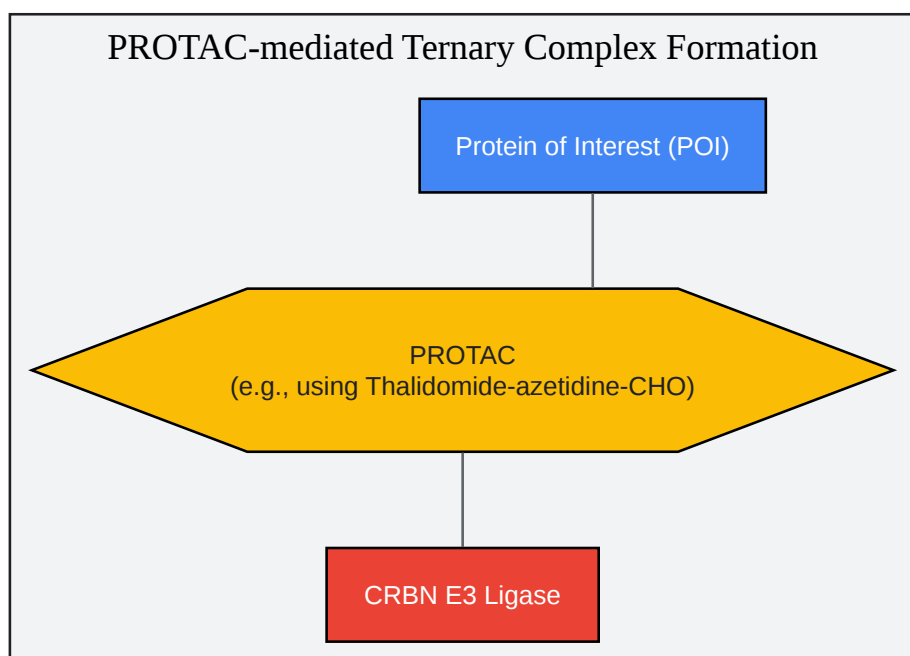 PROTAC-mediated Ternary Complex Formation
Protein of Interest (POI)
PROTAC
(e.g., using Thalidomide-azetidine-CHO)
CRBN E3 Ligase